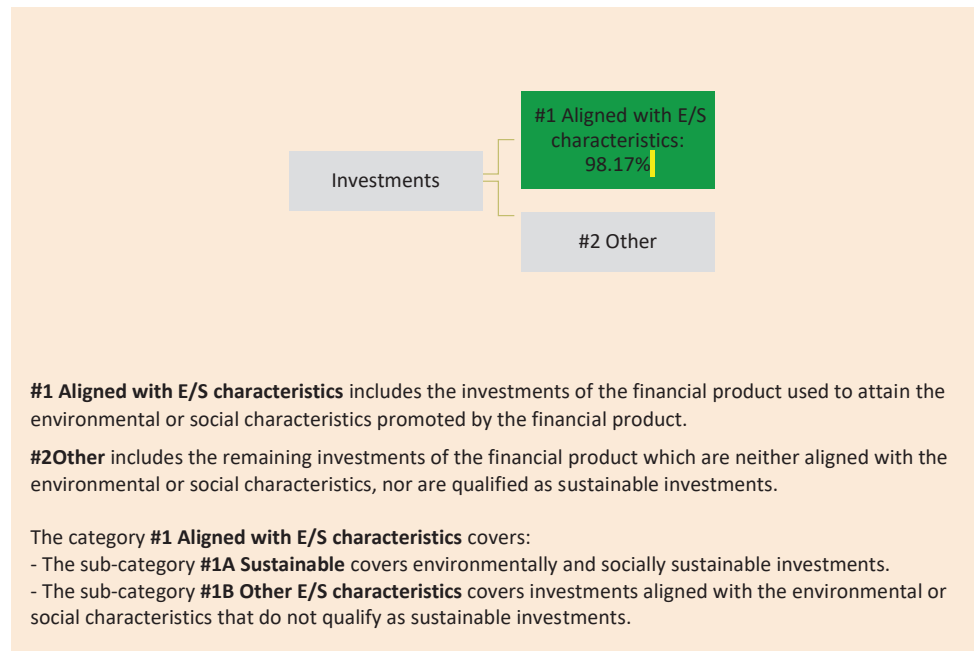 #1 Aligned with E/S
characteristics:
98.17%
Investments
#2 Other
#1 Aligned with E/S characteristics includes the investments of the financial product used to attain the
environmental or social characteristics promoted by the financial product.
#2Other includes the remaining investments of the financial product which are neither aligned with the
environmental or social characteristics, nor are qualified as sustainable investments.
The category #1 Aligned with E/S characteristics covers:
- The sub-category #1A Sustainable covers environmentally and socially sustainable investments.
- The sub-category #1B Other E/S characteristics covers investments aligned with the environmental or
social characteristics that do not qualify as sustainable investments.